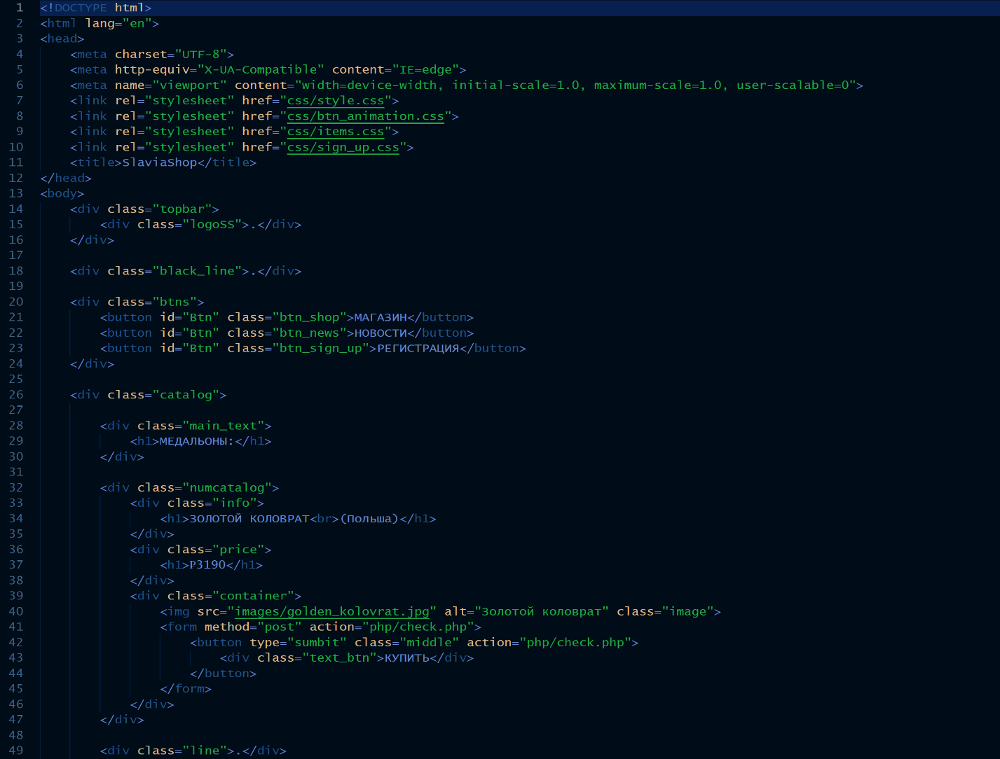 1 <!DOCTYPE html>
2 <html lang="en">
3 <head>
4 <meta charset="UTF-8">
5 <meta http-equiv="X-UA-Compatible" content="IE=edge">
6 <meta name="viewport" content="width=device-width, initial-scale=1.0, maximum-scale=1.0, user-scalable=0">
7 <link rel="stylesheet" href="css/style.css">
8 <link rel="stylesheet" href="css/btn_animation.css">
9 <link rel="stylesheet" href="css/items.css">
10 <link rel="stylesheet" href="css/sign_up.css">
11 <title>SlaviaShop</title>
12 </head>
13 <body>
14 <div class="topbar">
15 <div class="logoSS">.</div>
16 </div>
17
18 <div class="black_line">.</div>
19
20 <div class="btns">
21 <button id="Btn" class="btn_shop">МАГАЗИН</button>
22 <button id="Btn" class="btn_news">НОВОСТИ</button>
23 <button id="Btn" class="btn_sign_up">РЕГИСТРАЦИЯ</button>
24 </div>
25
26 <div class="catalog">
27
28 <div class="main_text">
29 <h1>МЕДАЛЬОНЫ:</h1>
30 </div>
31
32 <div class="numcatalog">
33 <div class="info">
34 <h1>ЗОЛОТОЙ КОЛОВРАТ<br>(Польша)</h1>
35 </div>
36 <div class="price">
37 <h1>₽3190</h1>
38 </div>
39 <div class="container">
40 <img src="images/golden_kolovrat.jpg" alt="Золотой коловрат" class="image">
41 <form method="post" action="php/check.php">
42 <button type="sumbit" class="middle" action="php/check.php">
43 <div class="text_btn">КУПИТЬ</div>
44 </button>
45 </form>
46 </div>
47 </div>
48
49 <div class="line">.</div>